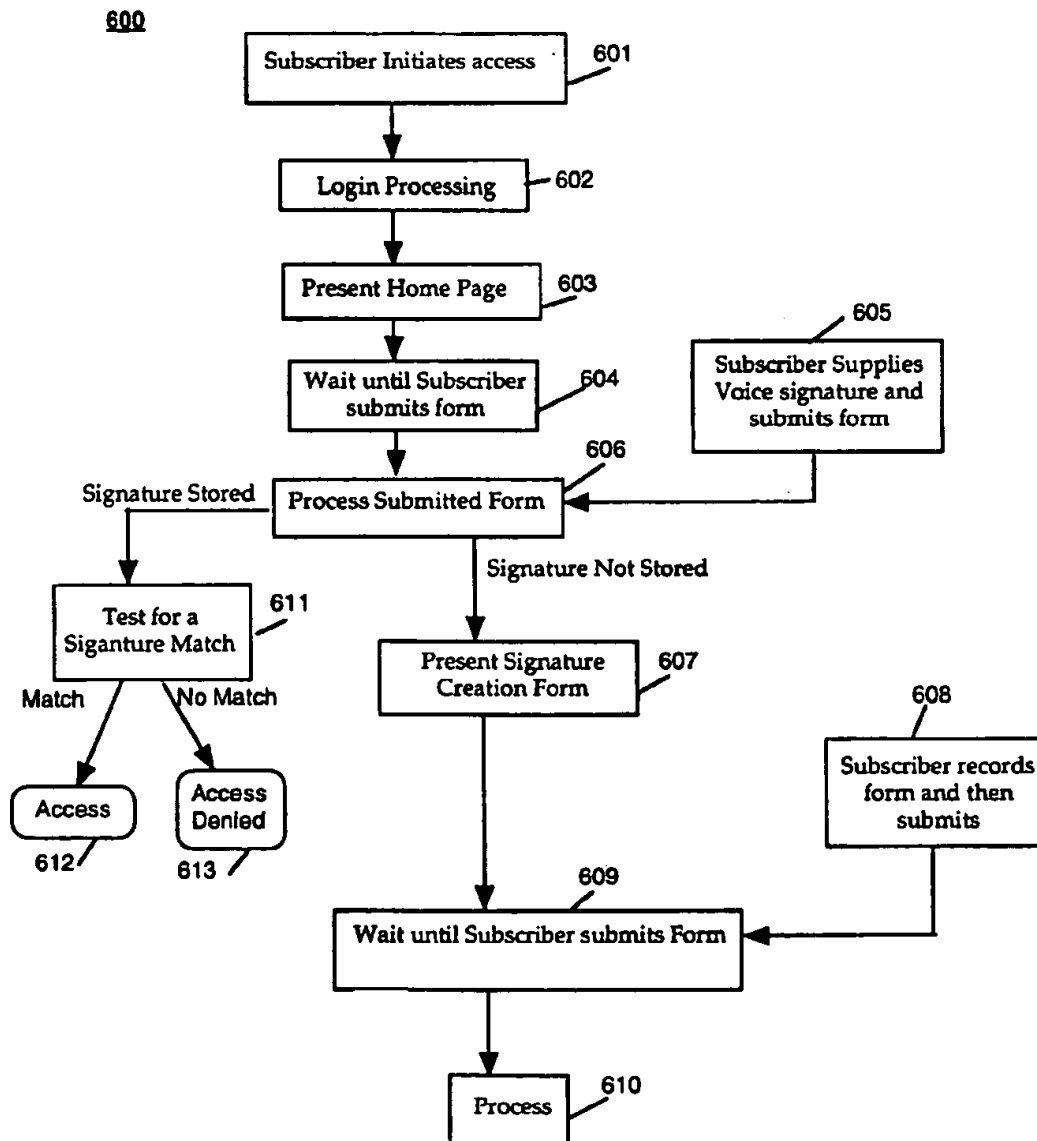 600
Subscriber Initiates access
601
Login Processing
602
Present Home Page
603
Wait until Subscriber
submits form
604
605
Subscriber Supplies
Voice signature and
submits form
606
Process Submitted Form
Signature Stored
Signature Not Stored
Test for a
Siganture Match
611
Match
No Match
Access
612
Access
Denied
613
Present Signature
Creation Form
607
608
Subscriber records
form and then
submits
609
Wait until Subscriber submits Form
Process
610